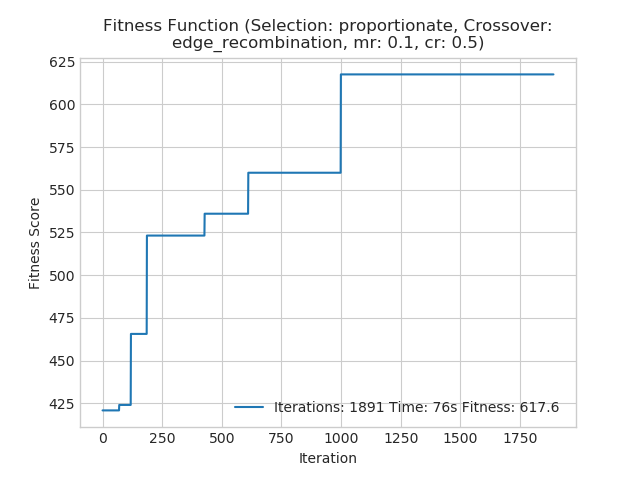 Fitness Function (Selection: proportionate, Crossover:
edge_recombination, mr: 0.1, cr: 0.5)
625
600
575
550
525
500
475
450
425
Fitness Score
Iterations: 1891 Time: 76s Fitness: 617.6
0 250 500 750 1000 1250 1500 1750
Iteration